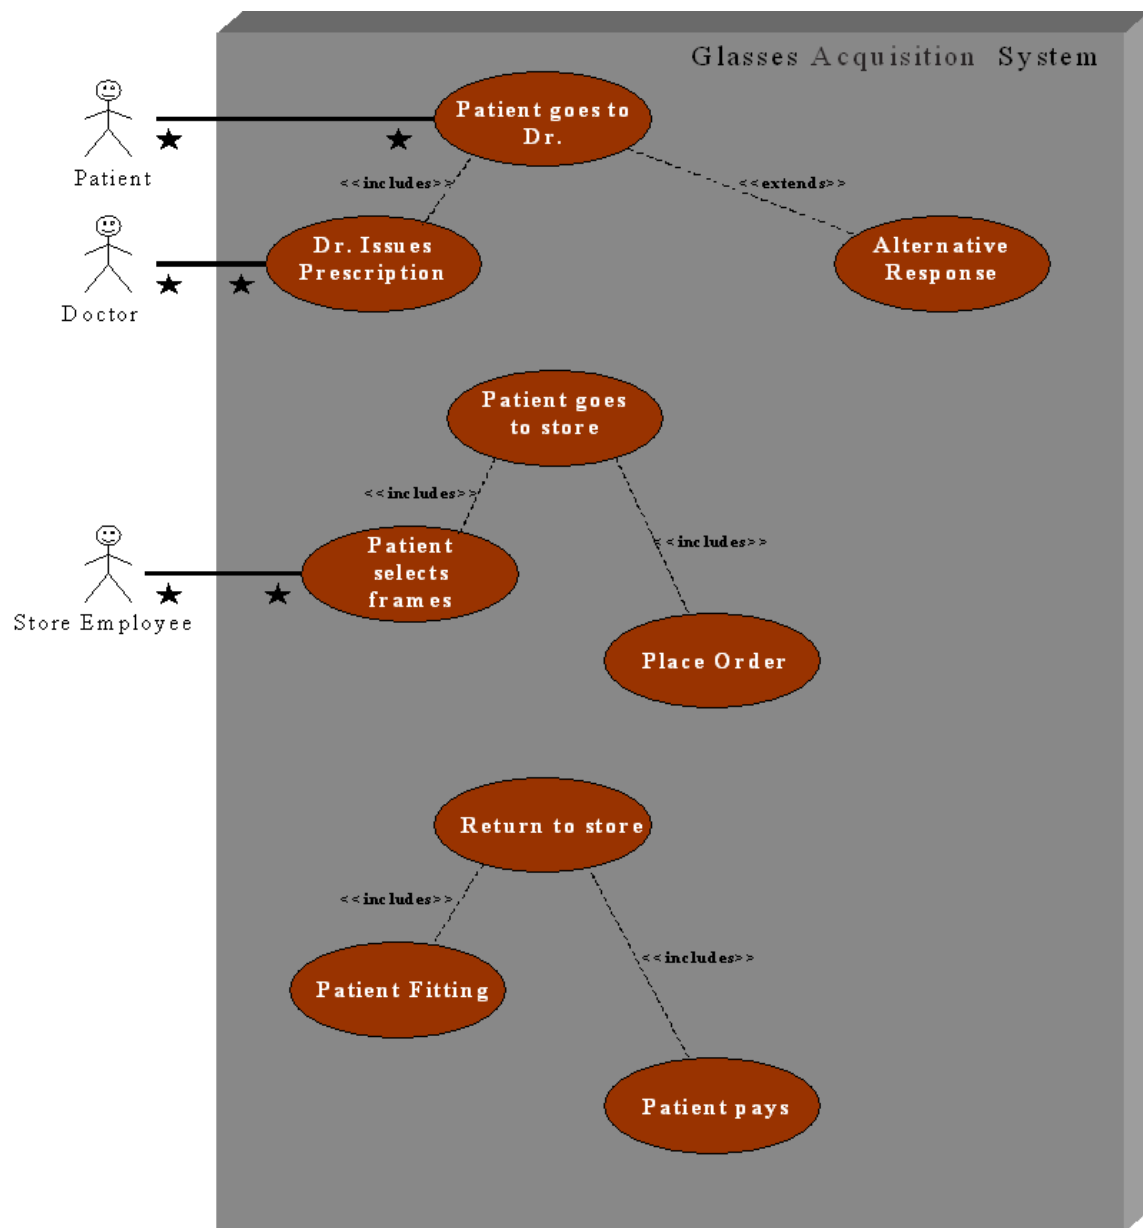 Glasses Acquisition System
Patient goes to
Dr.
Patient
<<includes>>
<<extends>>
Dr. Issues
Prescription
Alternative
Response
Doctor
Patient goes
to store
<<includes>>
Patient
selects
frames
<<includes>>
Store Employee
Place Order
Return to store
<<includes>>
Patient Fitting
<<includes>>
Patient pays